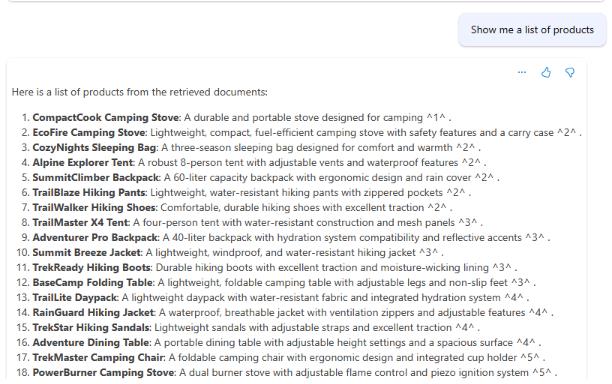 Show me a list of products
Here is a list of products from the retrieved documents:
1. CompactCook Camping Stove: A durable and portable stove designed for camping ^1^ .
2. EcoFire Camping Stove: Lightweight, compact, fuel-efficient camping stove with safety features and a carry case ^2^ .
3. CozyNights Sleeping Bag: A three-season sleeping bag designed for comfort and warmth ^2^ .
4. Alpine Explorer Tent: A robust 8-person tent with adjustable vents and waterproof features ^2^ .
5. SummitClimber Backpack: A 60-liter capacity backpack with ergonomic design and rain cover ^2^ .
6. TrailBlaze Hiking Pants: Lightweight, water-resistant hiking pants with zippered pockets ^2^ .
7. TrailWalker Hiking Shoes: Comfortable, durable hiking shoes with excellent traction ^2^ .
8. TrailMaster X4 Tent: A four-person tent with water-resistant construction and mesh panels ^3^ .
9. Adventurer Pro Backpack: A 40-liter backpack with hydration system compatibility and reflective accents ^3^ .
10. Summit Breeze Jacket: A lightweight, windproof, and water-resistant hiking jacket ^3^ .
11. TrekReady Hiking Boots: Durable hiking boots with excellent traction and moisture-wicking lining ^3^ .
12. BaseCamp Folding Table: A lightweight, foldable camping table with adjustable legs and non-slip feet ^3^ .
13. TrailLite Daypack: A lightweight daypack with water-resistant fabric and integrated hydration system ^4^ .
14. RainGuard Hiking Jacket: A waterproof, breathable jacket with ventilation zippers and adjustable features ^4^ .
15. TrekStar Hiking Sandals: Lightweight sandals with adjustable straps and excellent traction ^4^ .
16. Adventure Dining Table: A portable dining table with adjustable height settings and a spacious surface ^4^ .
17. TrekMaster Camping Chair: A foldable camping chair with ergonomic design and integrated cup holder ^5^ .
18. PowerBurner Camping Stove: A dual burner stove with adjustable flame control and piezo ignition system ^5^ .